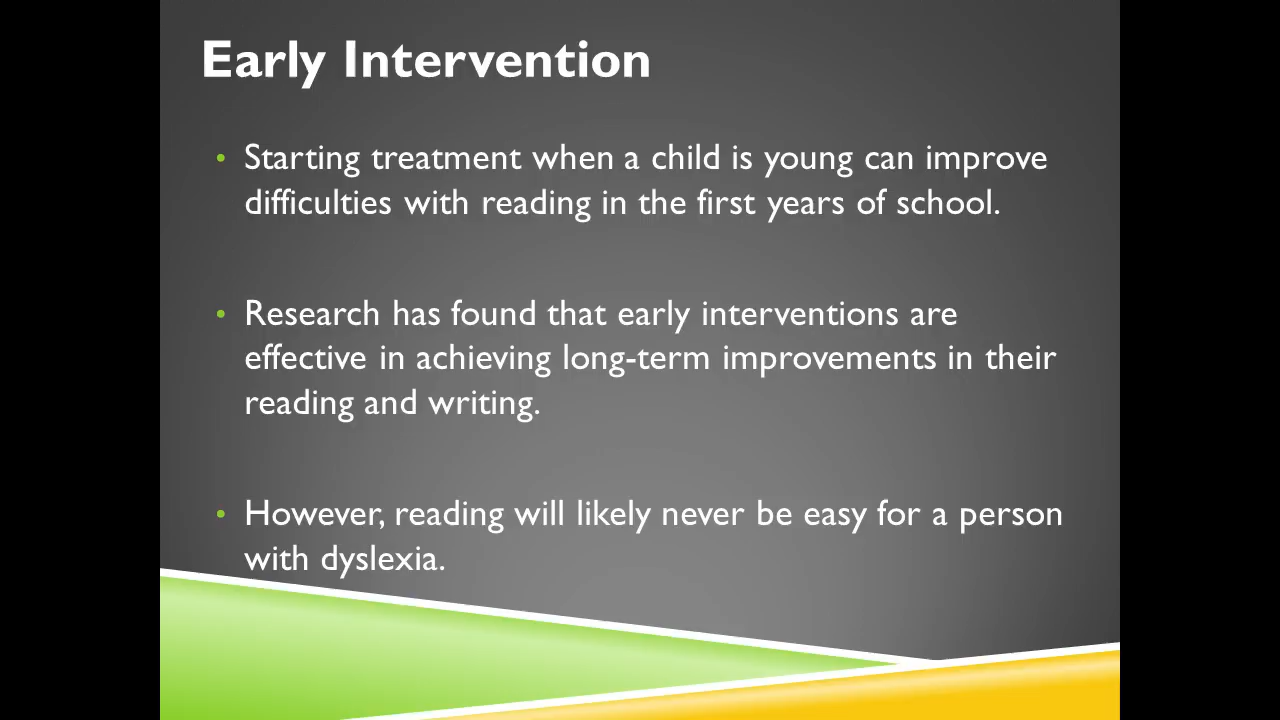 Early Intervention
• Starting treatment when a child is young can improve
difficulties with reading in the first years of school.
• Research has found that early interventions are
effective in achieving long-term improvements in their
reading and writing.
• However, reading will likely never be easy for a person
with dyslexia.